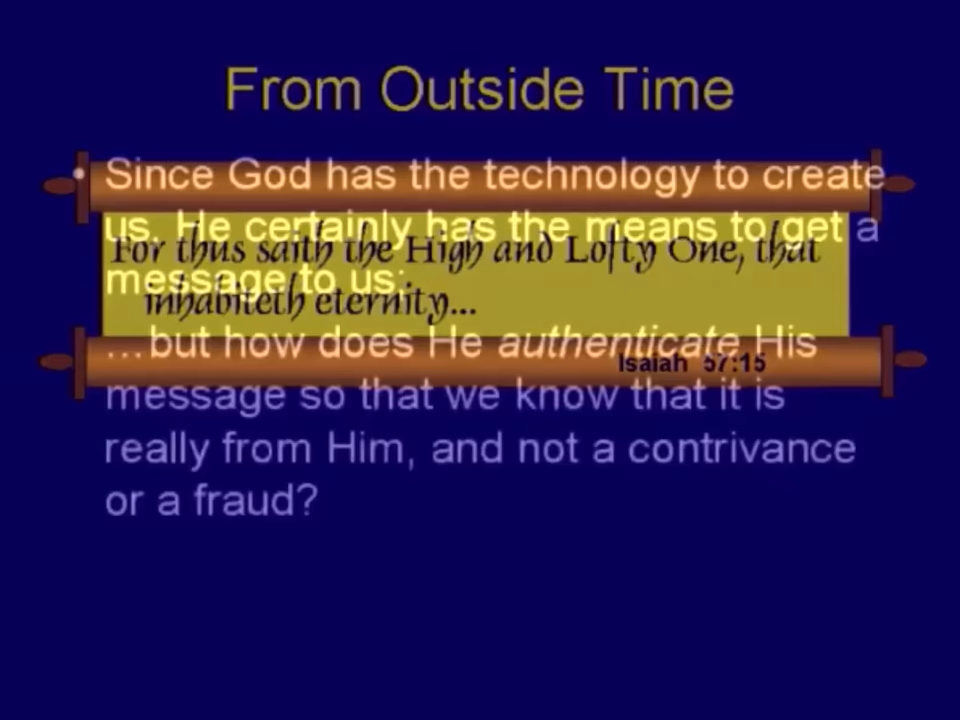 From Outside Time
• Since God has the technology to create
us, He certainly has the means to get a
message to us;
…but how does He authenticate His
message so that we know that it is
really from Him, and not a contrivance
or a fraud?
For thus saith the High and Lofty One, that
inhabiteth eternity...
Isaiah 57:15